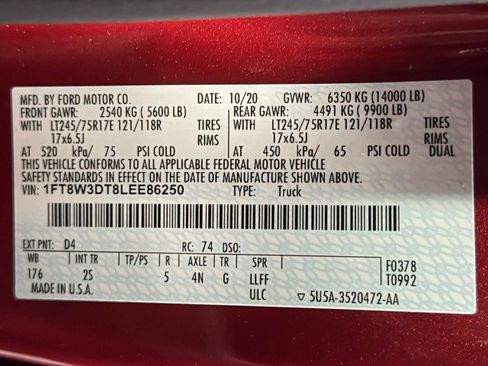 MFD. BY FORD MOTOR CO. DATE: 10/20 GVWR: 6350 KG (14000 LB)
FRONT GAWR: 2540 KG (5600 LB) REAR GAWR: 4491 KG (9900 LB)
WITH LT245/75R17E 121/118R TIRES WITH LT245/75R17E 121/118R TIRES
17x6.5J RIMS 17x6.5J RIMS
AT 520 kPa/ 75 PSI COLD AT 450 kPa/ 65 PSI COLD DUAL
THIS VEHICLE CONFORMS TO ALL APPLICABLE FEDERAL MOTOR VEHICLE
SAFETY STANDARDS IN EFFECT ON THE DATE OF MANUFACTURE SHOWN ABOVE.
VIN: 1FT8W3DT8LEE86250 TYPE: Truck
EXT PNT: D4 RC: 74 DSO:
WB INT TR TP/PS R AXLE TR SPR F0378
176 2S 5 4N G LLFF T0992
MADE IN U.S.A. ULC ▽ 5U5A-3520472-AA